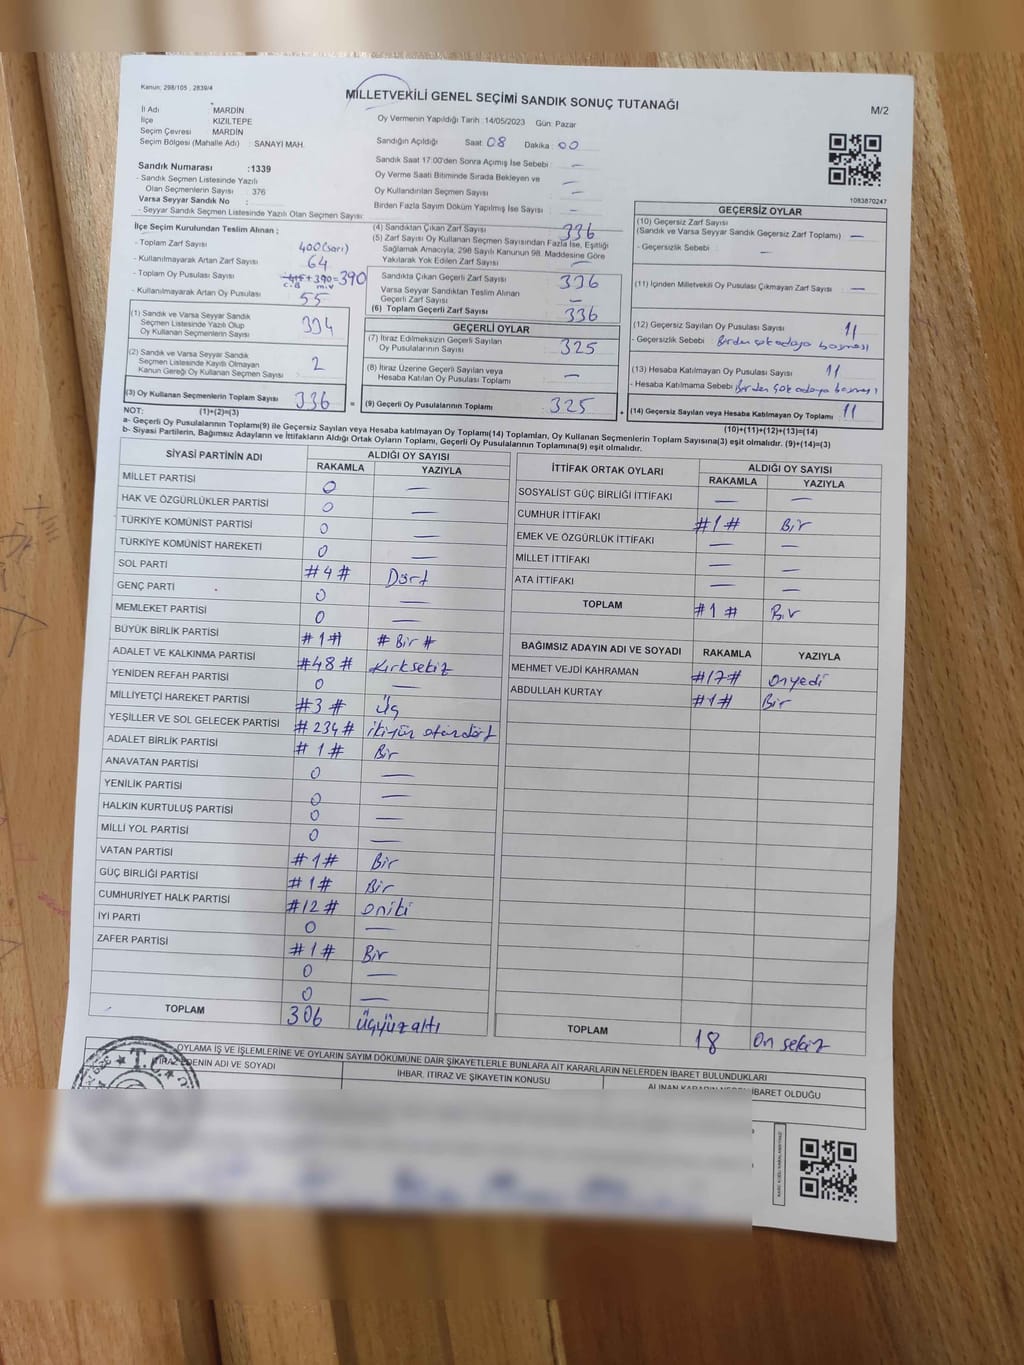 Kanun: 298/105 , 2839/4
MİLLETVEKİLİ GENEL SEÇİMİ SANDIK SONUÇ TUTANAĞI
M/2
İl Adı MARDİN
İlçe KIZILTEPE
Seçim Çevresi MARDİN
Seçim Bölgesi (Mahalle Adı) : SANAYİ MAH.
Oy Vermenin Yapıldığı Tarih :14/05/2023 Gün: Pazar
Sandığın Açıldığı Saat: 08 Dakika : 00
Sandık Saat 17:00'den Sonra Açımış İse Sebebi : —
Oy Verme Saati Bitiminde Sırada Bekleyen ve
Oy Kullandırılan Seçmen Sayısı : —
Birden Fazla Sayım Döküm Yapılmış İse Sayısı : —
1083870247
Sandık Numarası :1339
- Sandık Seçmen Listesinde Yazılı
Olan Seçmenlerin Sayısı : 376
Varsa Seyyar Sandık No :
- Seyyar Sandık Seçmen Listesinde Yazılı Olan Seçmen Sayısı:
İlçe Seçim Kurulundan Teslim Alınan ;
- Toplam Zarf Sayısı : 400 (sarı)
- Kullanılmayarak Artan Zarf Sayısı : 64
- Toplam Oy Pusulası Sayısı : +390=390
C.B m.v
- Kullanılmayarak Artan Oy Pusulası : 55
(1) Sandık ve Varsa Seyyar Sandık
Seçmen Listesinde Yazılı Olup
Oy Kullanan Seçmenlerin Sayısı : 334
(2) Sandık ve Varsa Seyyar Sandık
Seçmen Listesinde Kayıtlı Olmayan
Kanun Gereği Oy Kullanan Seçmen Sayısı : 2
(3) Oy Kullanan Seçmenlerin Toplam Sayısı : 336 =
(4) Sandıktan Çıkan Zarf Sayısı : 336
(5) Zarf Sayısı Oy Kullanan Seçmen Sayısından Fazla İse, Eşitliği
Sağlamak Amacıyla, 298 Sayılı Kanunun 98. Maddesine Göre
Yakılarak Yok Edilen Zarf Sayısı : —
Sandıkta Çıkan Geçerli Zarf Sayısı : 336
Varsa Seyyar Sandıktan Teslim Alınan
Geçerli Zarf Sayısı : —
(6) Toplam Geçerli Zarf Sayısı : 336
GEÇERLİ OYLAR
(7) İtiraz Edilmeksizin Geçerli Sayılan
Oy Pusulalarının Sayısı : 325
(8) İtiraz Üzerine Geçerli Sayılan veya
Hesaba Katılan Oy Pusulası Toplamı : —
(9) Geçerli Oy Pusulalarının Toplamı : 325 +
GEÇERSİZ OYLAR
(10) Geçersiz Zarf Sayısı
(Sandık ve Varsa Seyyar Sandık Geçersiz Zarf Toplamı) : —
- Geçersizlik Sebebi :
(11) İçinden Milletvekili Oy Pusulası Çıkmayan Zarf Sayısı : —
(12) Geçersiz Sayılan Oy Pusulası Sayısı : 11
- Geçersizlik Sebebi : Birden çok adaya basması
(13) Hesaba Katılmayan Oy Pusulası Sayısı : 11
- Hesaba Katılmama Sebebi : Birden çok adaya basması
(14) Geçersiz Sayılan veya Hesaba Katılmayan Oy Toplamı : 11
NOT: (1)+(2)=(3)
(10)+(11)+(12)+(13)=(14)
a- Geçerli Oy Pusulalarının Toplamı(9) ile Geçersiz Sayılan veya Hesaba katılmayan Oy Toplamı(14) Toplamları, Oy Kullanan Seçmenlerin Toplam Sayısına(3) eşit olmalıdır. (9)+(14)=(3)
b- Siyasi Partilerin, Bağımsız Adayların ve İttifakların Aldığı Ortak Oyların Toplamı, Geçerli Oy Pusulalarının Toplamına(9) eşit olmalıdır.
SİYASİ PARTİNİN ADI ALDIĞI OY SAYISI
RAKAMLA YAZIYLA
MİLLET PARTİSİ 0 —
HAK VE ÖZGÜRLÜKLER PARTİSİ 0 —
TÜRKİYE KOMÜNİST PARTİSİ 0 —
TÜRKİYE KOMÜNİST HAREKETİ 0 —
SOL PARTİ #4# Dört
GENÇ PARTİ 0 —
MEMLEKET PARTİSİ 0 —
BÜYÜK BİRLİK PARTİSİ #1# # Bir #
ADALET VE KALKINMA PARTİSİ #48# Kırksekiz
YENİDEN REFAH PARTİSİ 0 —
MİLLİYETÇİ HAREKET PARTİSİ #3# Üç
YEŞİLLER VE SOL GELECEK PARTİSİ #234# ikiyüz otuzdört
ADALET BİRLİK PARTİSİ #1# Bir
ANAVATAN PARTİSİ 0 —
YENİLİK PARTİSİ 0 —
HALKIN KURTULUŞ PARTİSİ 0 —
MİLLİ YOL PARTİSİ 0 —
VATAN PARTİSİ #1# Bir
GÜÇ BİRLİĞİ PARTİSİ #1# Bir
CUMHURİYET HALK PARTİSİ #12# oniki
İYİ PARTİ 0 —
ZAFER PARTİSİ #1# Bir
0 —
0 —
TOPLAM 306 üçyüzaltı
İTTİFAK ORTAK OYLARI ALDIĞI OY SAYISI
RAKAMLA YAZIYLA
SOSYALİST GÜÇ BİRLİĞİ İTTİFAKI — —
CUMHUR İTTİFAKI #1# Bir
EMEK VE ÖZGÜRLÜK İTTİFAKI — —
MİLLET İTTİFAKI — —
ATA İTTİFAKI — —
TOPLAM #1# Bir
BAĞIMSIZ ADAYIN ADI VE SOYADI RAKAMLA YAZIYLA
MEHMET VEJDİ KAHRAMAN #17# onyedi
ABDULLAH KURTAY #1# Bir
TOPLAM 18 On sekiz
OYLAMA İŞ VE İŞLEMLERİNE VE OYLARIN SAYIM DÖKÜMÜNE DAİR ŞİKAYETLERLE BUNLARA AİT KARARLARIN NELERDEN İBARET BULUNDUKLARI
İTİRAZ EDENİN ADI VE SOYADI
İHBAR, İTİRAZ VE ŞİKAYETİN KONUSU
ALINAN KARARIN NEDEN İBARET OLDUĞU
T.C.